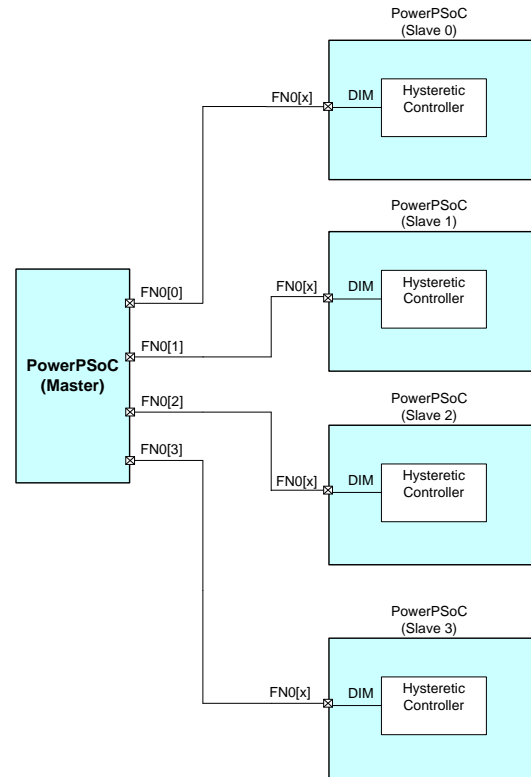 PowerPSoC
(Slave 0)
FN0[x]
DIM
Hysteretic
Controller
PowerPSoC
(Slave 1)
FN0[x]
DIM
Hysteretic
Controller
PowerPSoC
(Master)
FN0[0]
FN0[1]
FN0[2]
FN0[3]
PowerPSoC
(Slave 2)
FN0[x]
DIM
Hysteretic
Controller
PowerPSoC
(Slave 3)
FN0[x]
DIM
Hysteretic
Controller